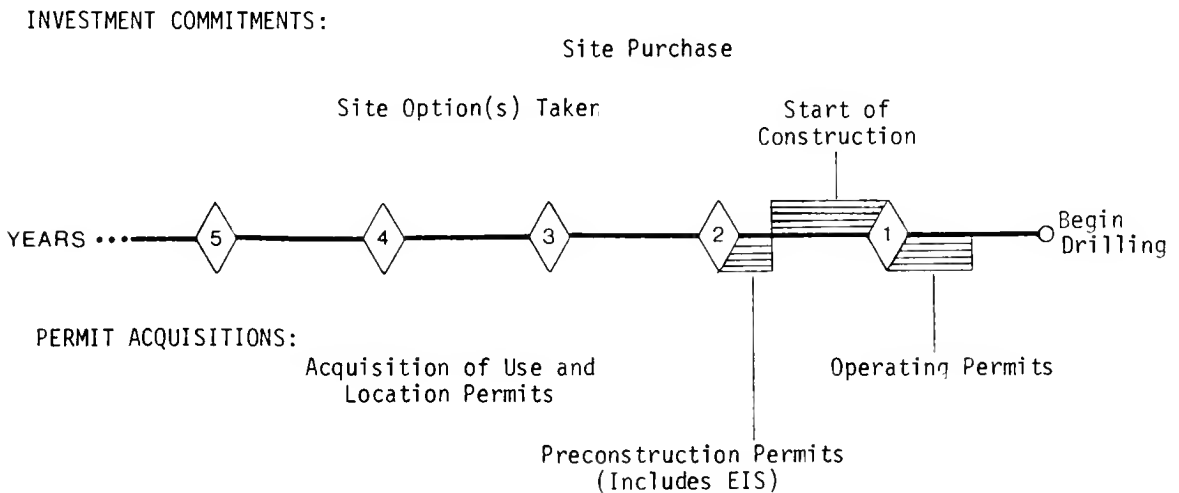 INVESTMENT COMMITMENTS:
Site Purchase
Site Option(s) Taken
Start of
Construction
YEARS
5
4
3
2
1
Begin
Drilling
PERMIT ACQUISITIONS:
Acquisition of Use and
Location Permits
Operating Permits
Preconstruction Permits
(Includes EIS)